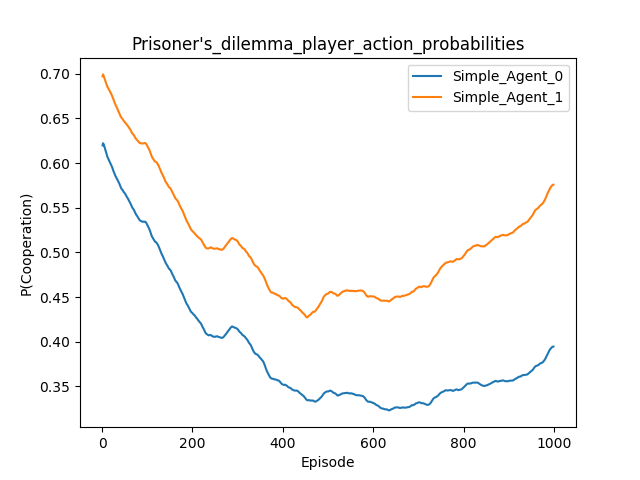 Prisoner's_dilemma_player_action_probabilities
Simple_Agent_0
Simple_Agent_1
P(Cooperation)
0.70
0.65
0.60
0.55
0.50
0.45
0.40
0.35
0
200
400
600
800
1000
Episode